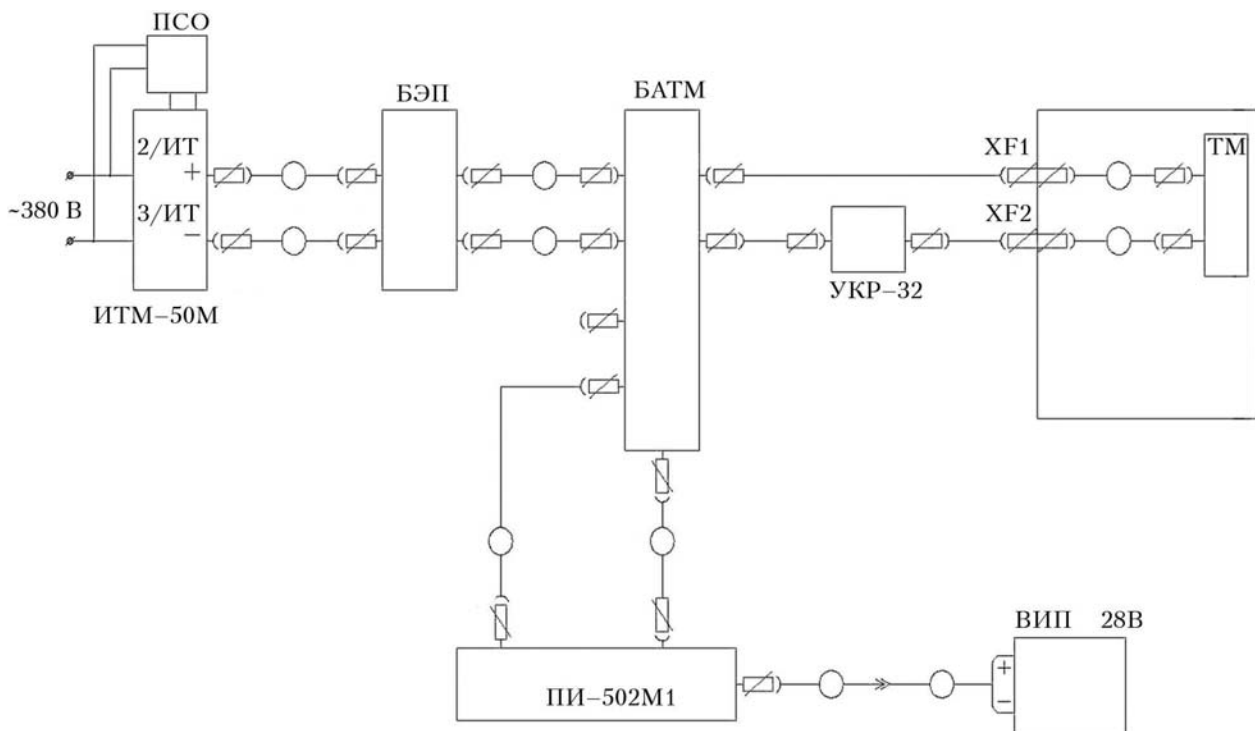 ПСО
БЭП
БАТМ
2/ИТ
+
XF1
ТМ
~380 В
3/ИТ
–
XF2
УКР–32
ИТМ–50М
ВИП 28В
+
–
ПИ–502М1